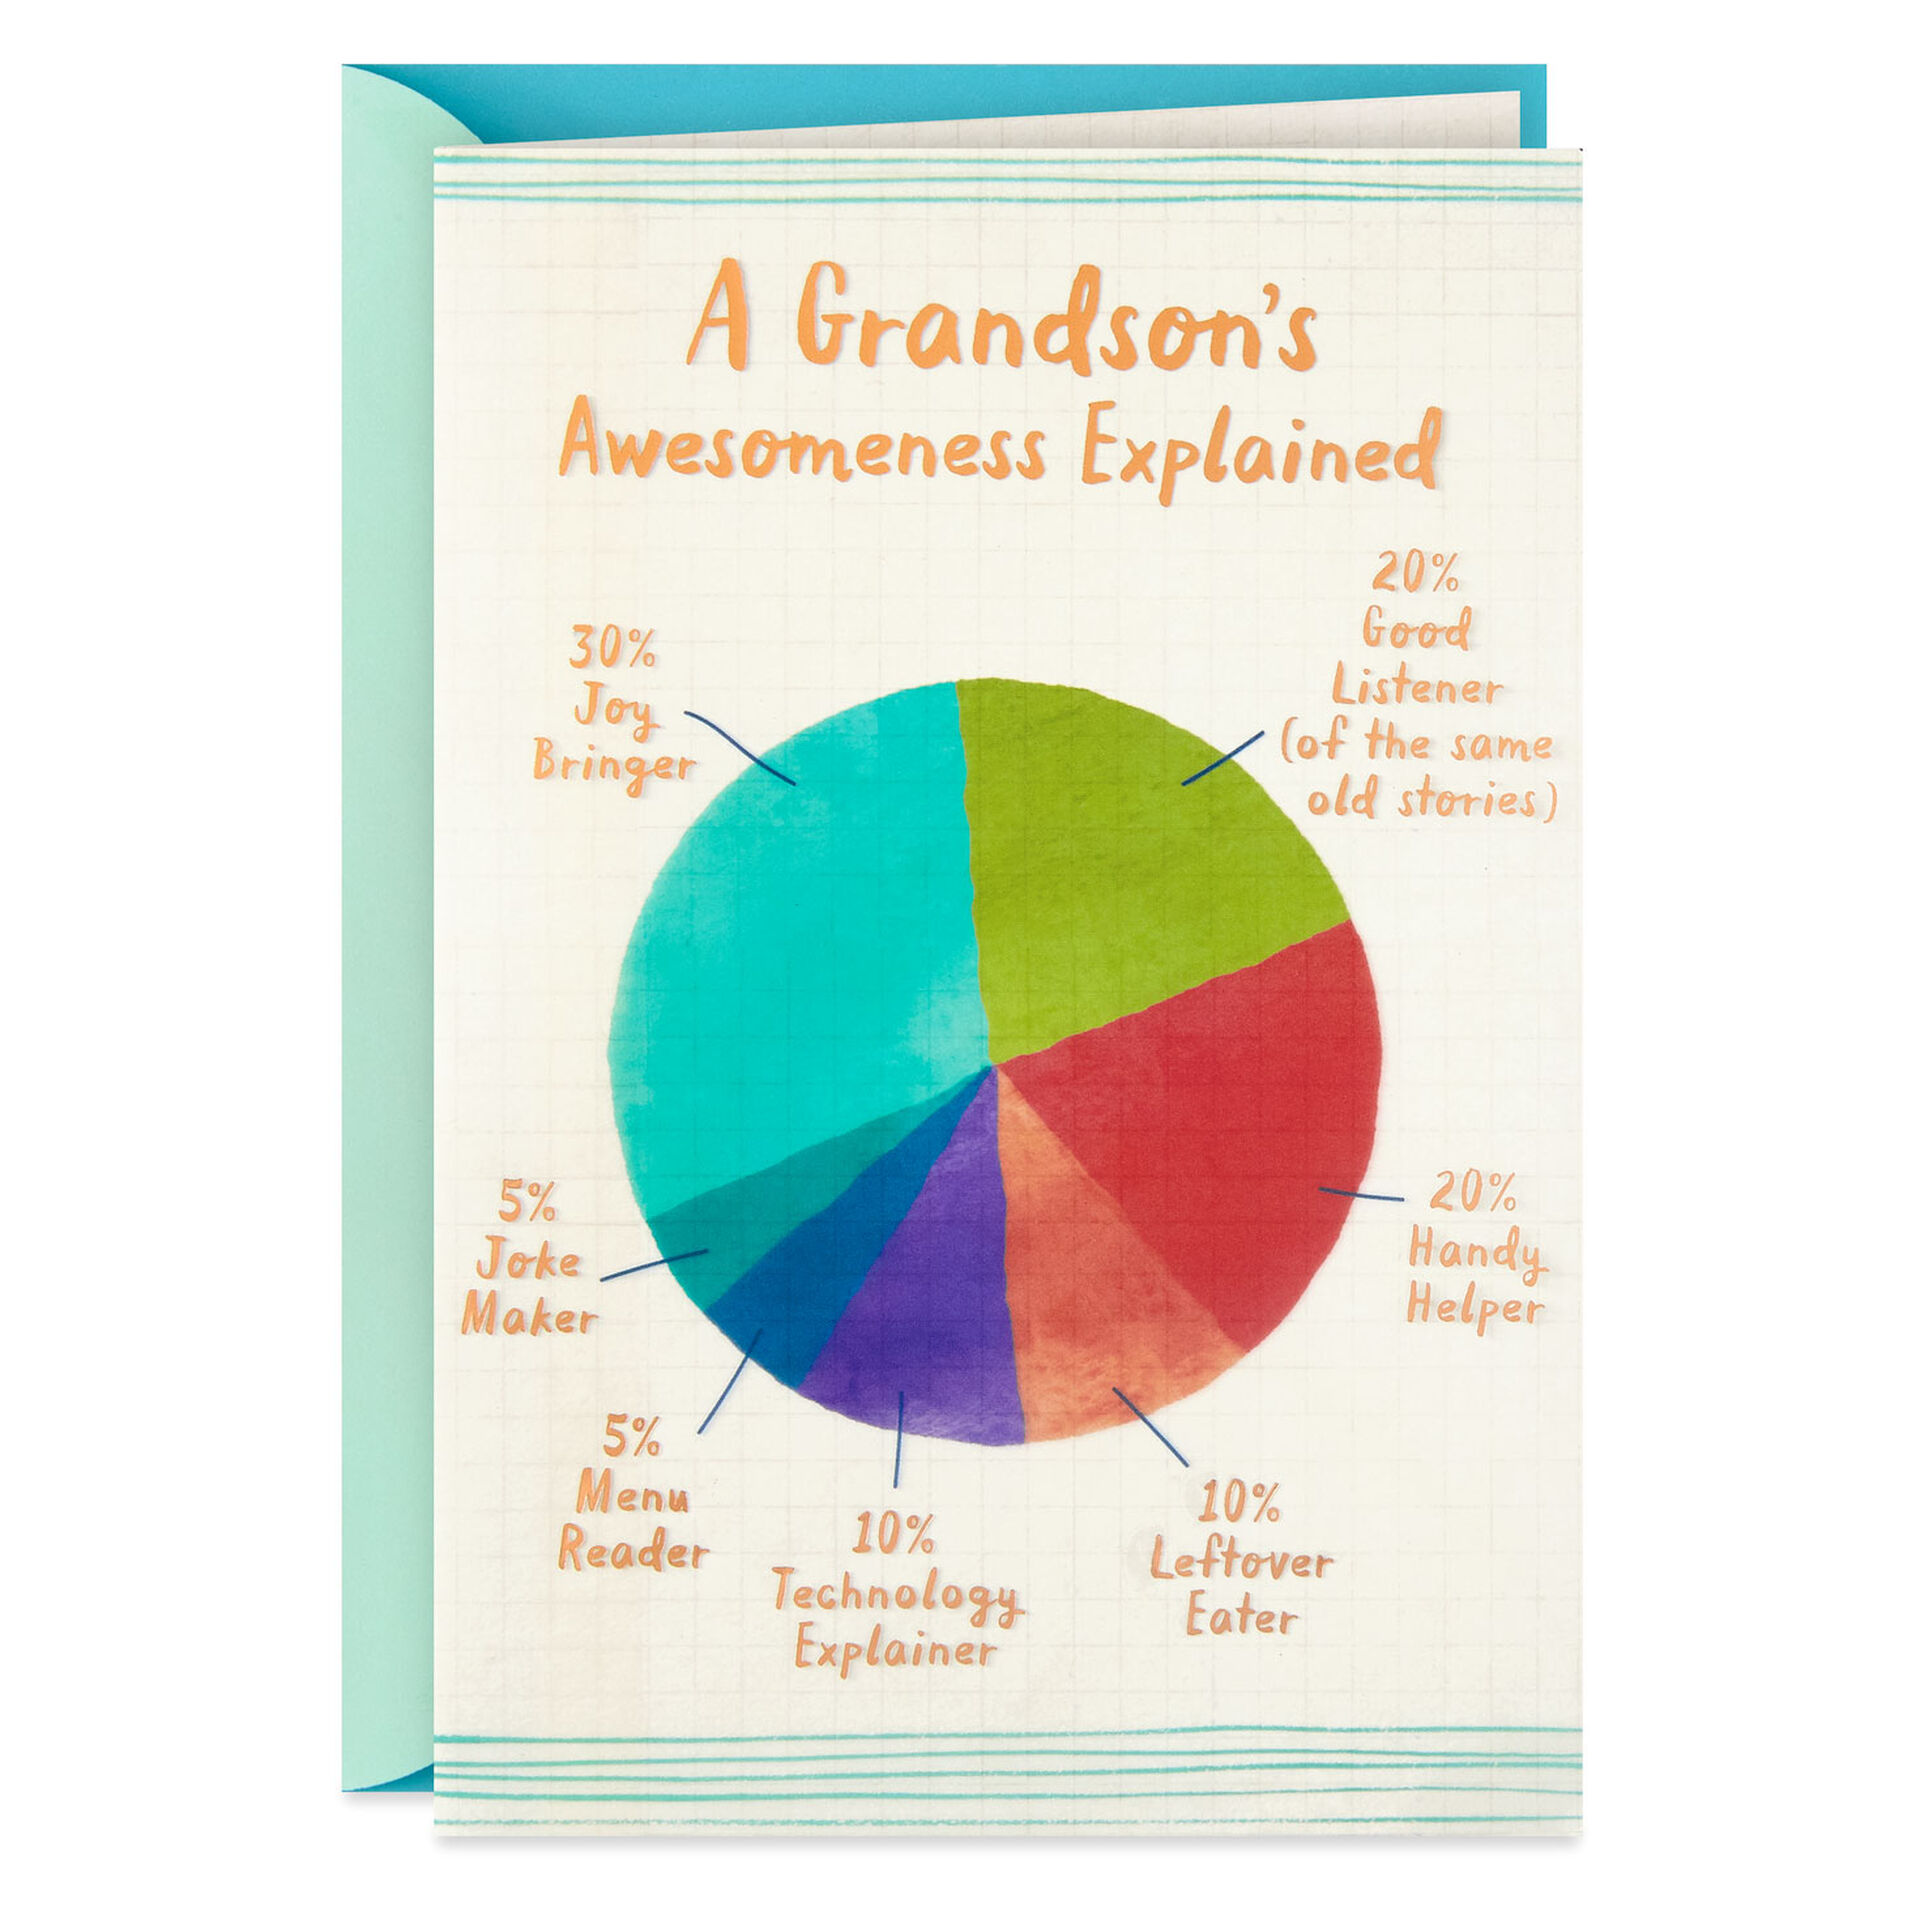 A Grandson's
Awesomeness Explained
20%
Good
Listener
(of the same
old stories)
30%
Joy
Bringer
20%
Handy
Helper
5%
Joke
Maker
5%
Menu
Reader
10%
Technology
Explainer
10%
Leftover
Eater